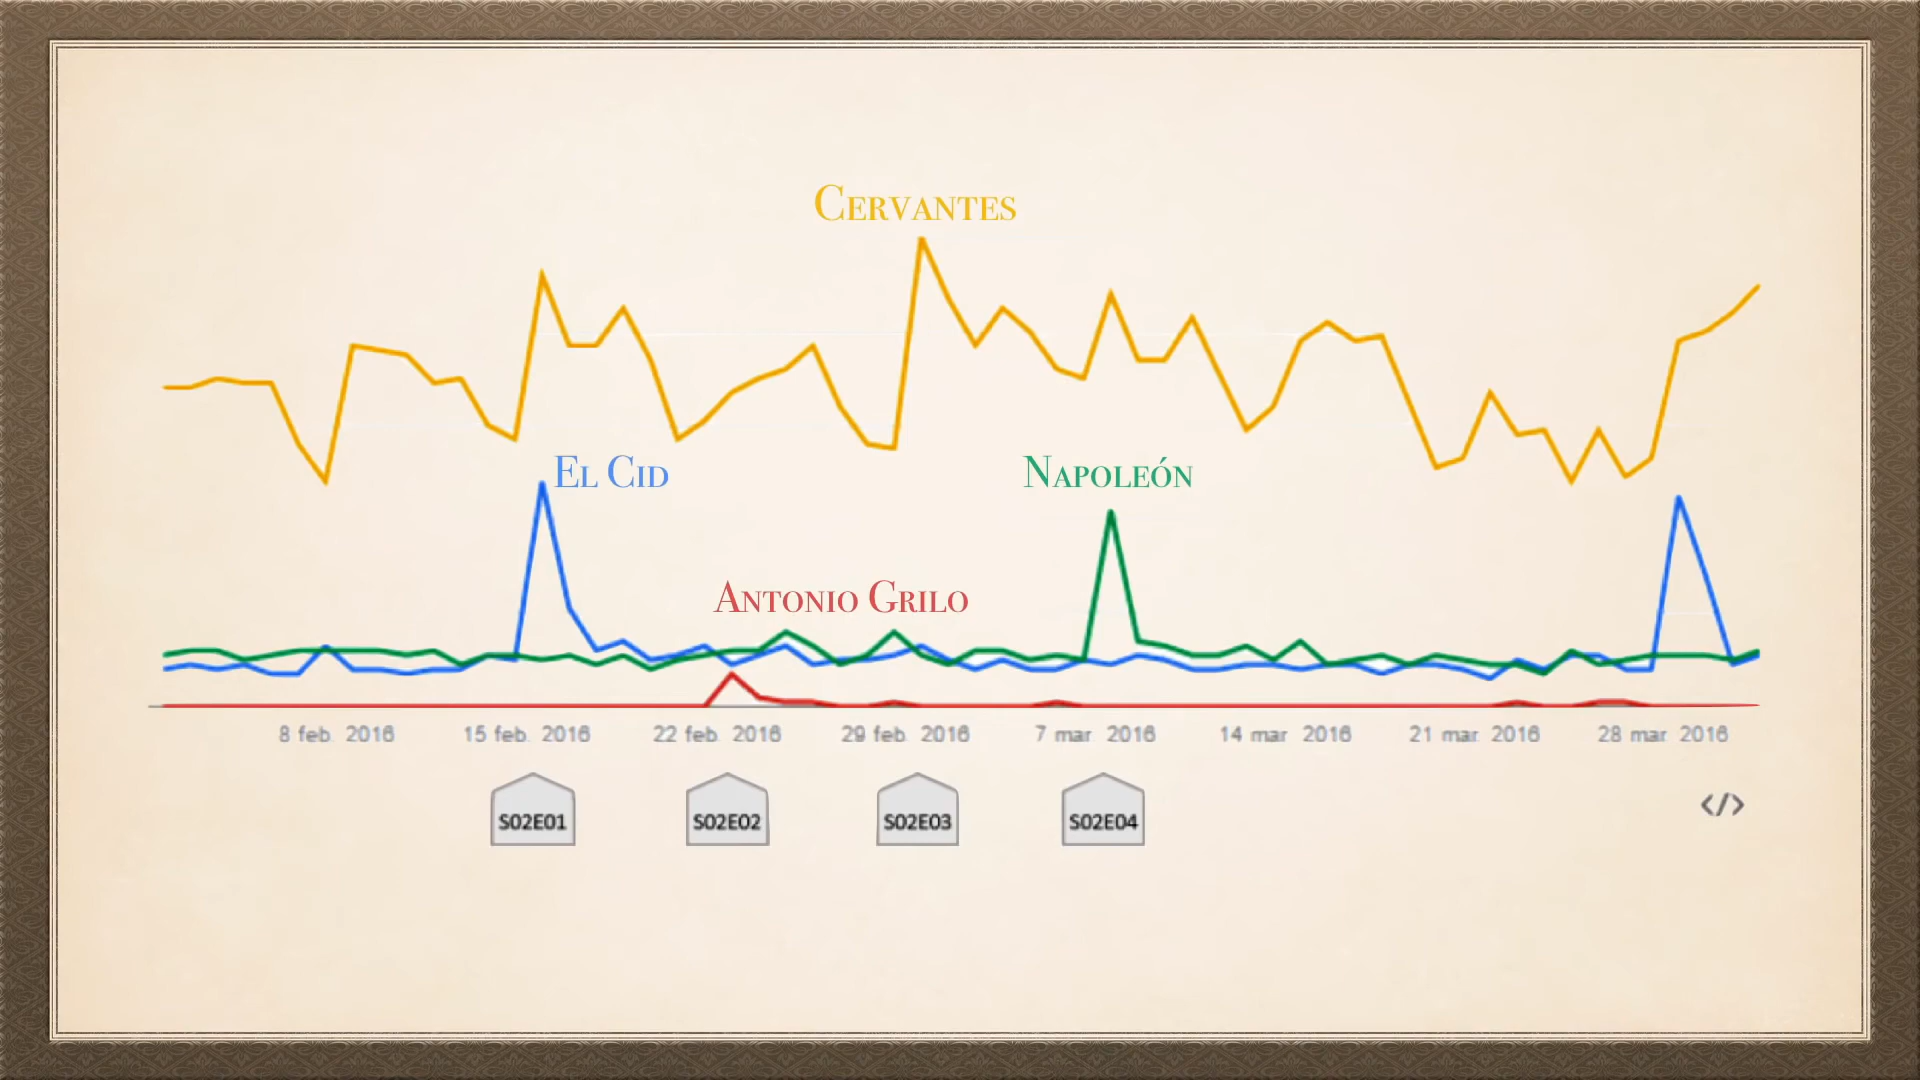 Cervantes
El Cid
Napoleón
Antonio Grilo
8 feb. 2016 15 feb. 2016 22 feb. 2016 29 feb. 2016 7 mar. 2016 14 mar. 2016 21 mar. 2016 28 mar. 2016
S02E01 S02E02 S02E03 S02E04 </>